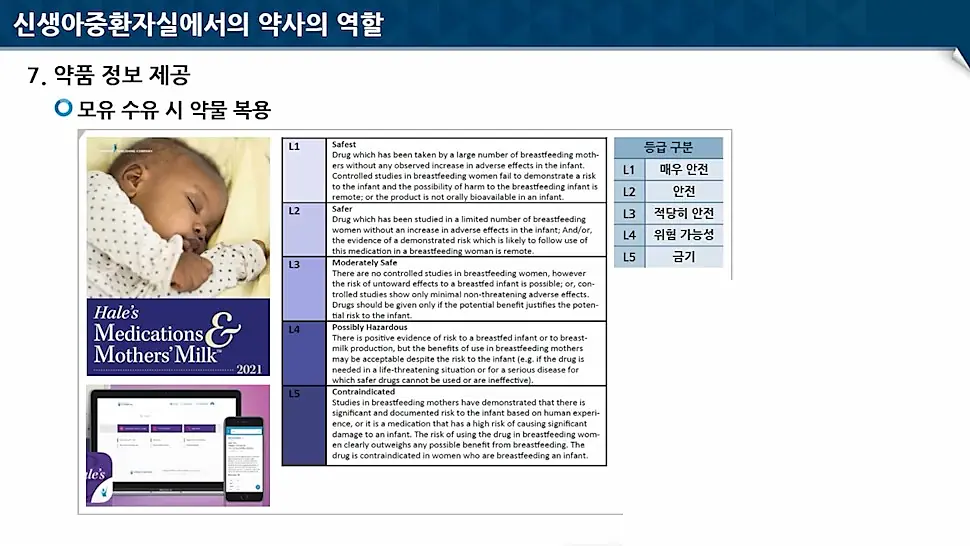 신생아중환자실에서의 약사의 역할
7. 약품 정보 제공
모유 수유 시 약물 복용
Hale's
Medications &
Mothers' Milk™
2021
L1
Safest
Drug which has been taken by a large number of breastfeeding moth-
ers without any observed increase in adverse effects in the infant.
Controlled studies in breastfeeding women fail to demonstrate a risk
to the infant and the possibility of harm to the breastfeeding infant is
remote; or the product is not orally bioavailable in an infant.
L2
Safer
Drug which has been studied in a limited number of breastfeeding
women without an increase in adverse effects in the infant; And/or,
the evidence of a demonstrated risk which is likely to follow use of
this medication in a breastfeeding woman is remote.
L3
Moderately Safe
There are no controlled studies in breastfeeding women, however
the risk of untoward effects to a breastfed infant is possible; or, con-
trolled studies show only minimal non-threatening adverse effects.
Drugs should be given only if the potential benefit justifies the poten-
tial risk to the infant.
L4
Possibly Hazardous
There is positive evidence of risk to a breastfed infant or to breast-
milk production, but the benefits of use in breastfeeding mothers
may be acceptable despite the risk to the infant (e.g. if the drug is
needed in a life-threatening situation or for a serious disease for
which safer drugs cannot be used or are ineffective).
L5
Contraindicated
Studies in breastfeeding mothers have demonstrated that there is
significant and documented risk to the infant based on human experi-
ence, or it is a medication that has a high risk of causing significant
damage to an infant. The risk of using the drug in breastfeeding wom-
en clearly outweighs any possible benefit from breastfeeding. The
drug is contraindicated in women who are breastfeeding an infant.
등급 구분
L1 매우 안전
L2 안전
L3 적당히 안전
L4 위험 가능성
L5 금기